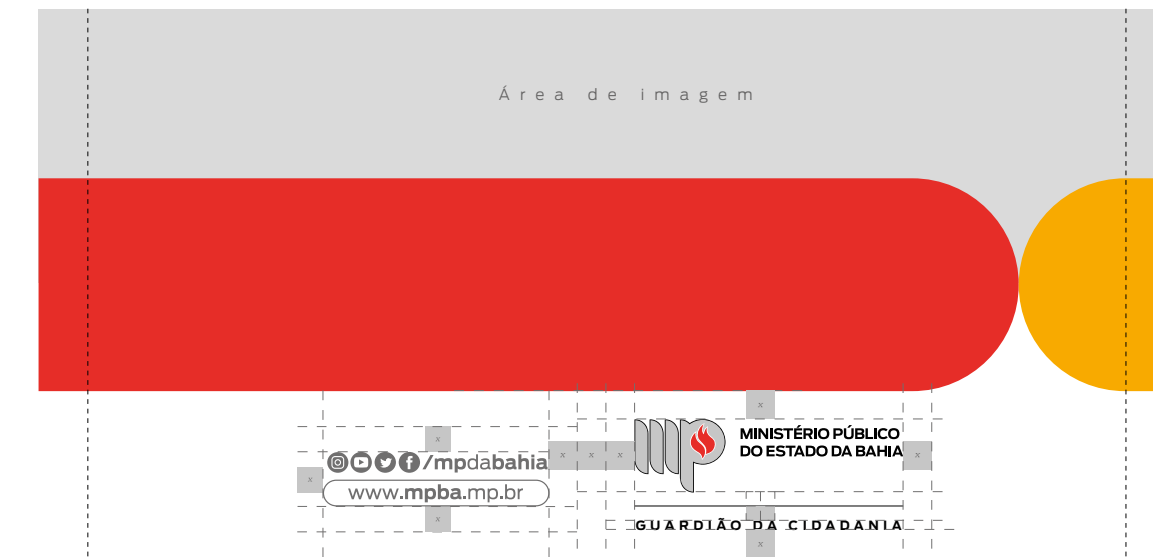 Área de imagem
x
x
/mpdabahia
www.mpba.mp.br
x
x
x
x
x
MINISTÉRIO PÚBLICO
DO ESTADO DA BAHIA
x
x
GUARDIÃO DA CIDADANIA
x